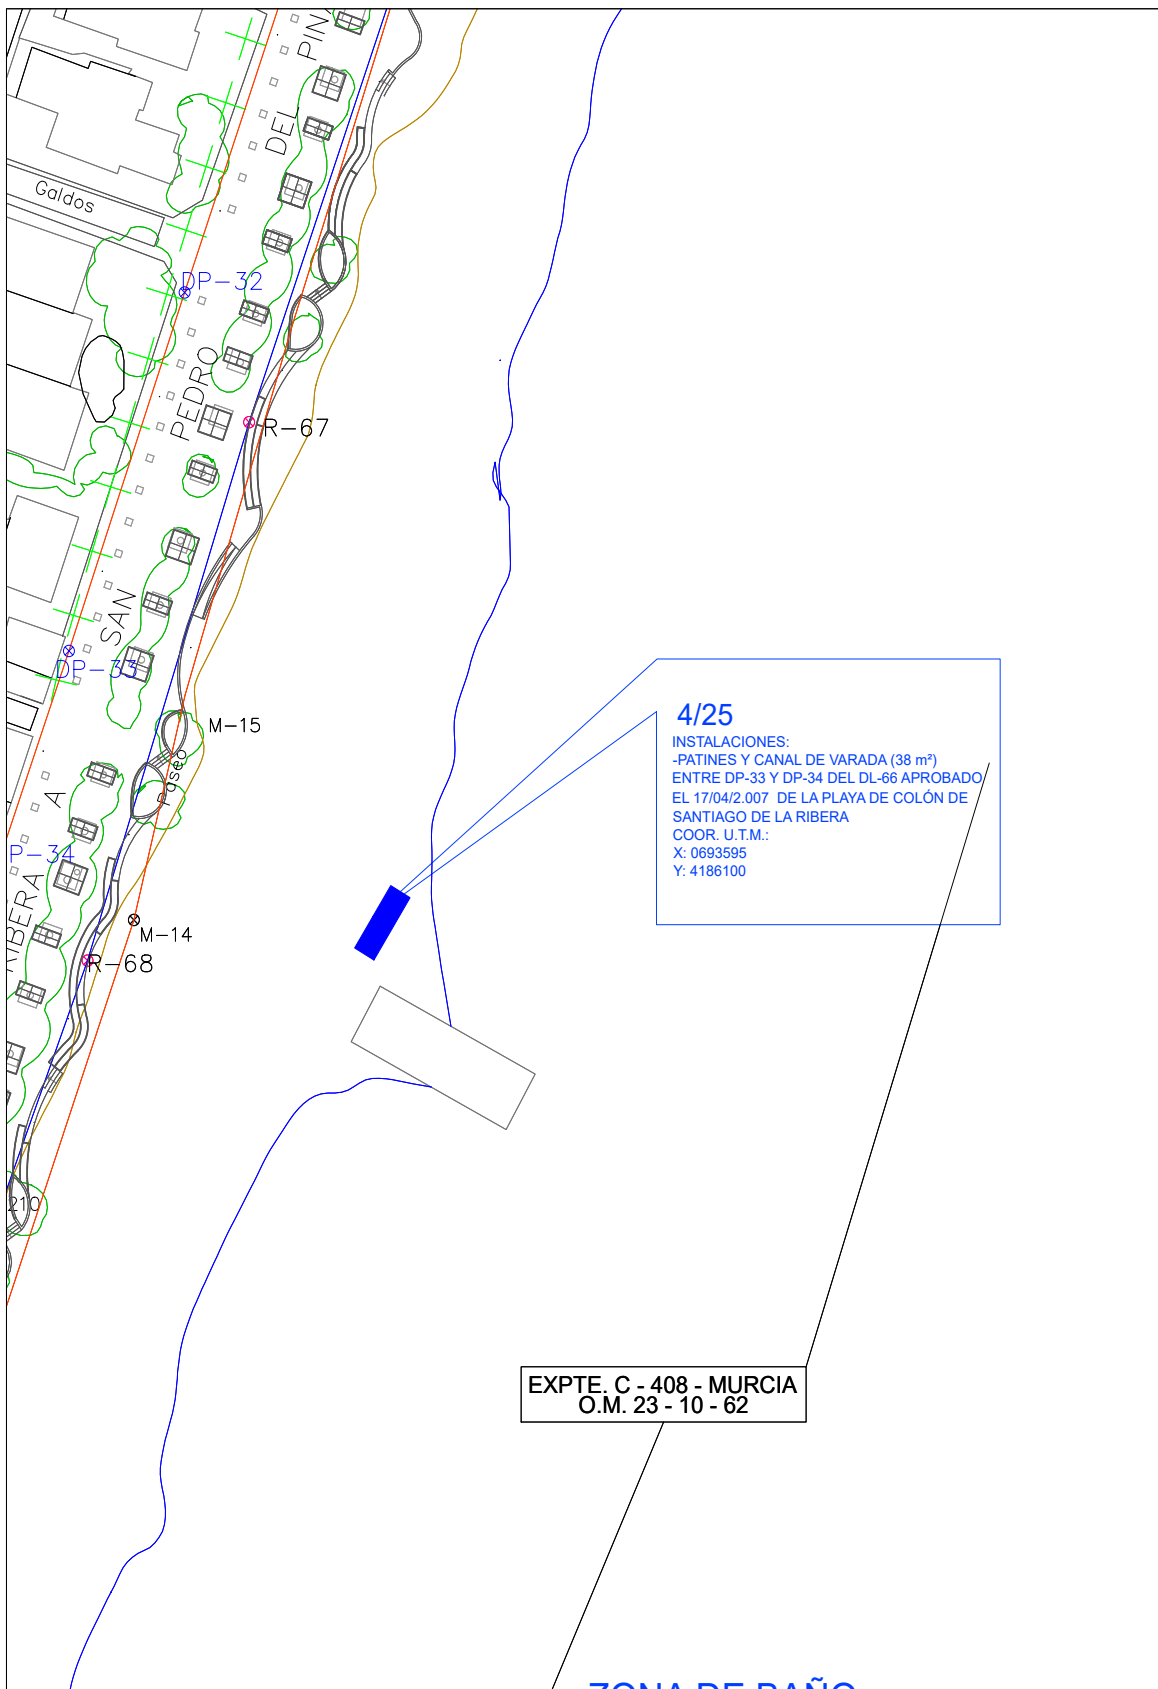 PIN
DEL
Galdos
DP-32
PEDRO
R-67
SAN
DP-33
M-15
Paseo
A
P-34
RIBERA
M-14
R-68
210
4/25
INSTALACIONES:
-PATINES Y CANAL DE VARADA (38 m²)
ENTRE DP-33 Y DP-34 DEL DL-66 APROBADO
EL 17/04/2.007 DE LA PLAYA DE COLÓN DE
SANTIAGO DE LA RIBERA
COOR. U.T.M.:
X: 0693595
Y: 4186100
EXPTE. C - 408 - MURCIA
O.M. 23 - 10 - 62
ZONA DE BAÑO